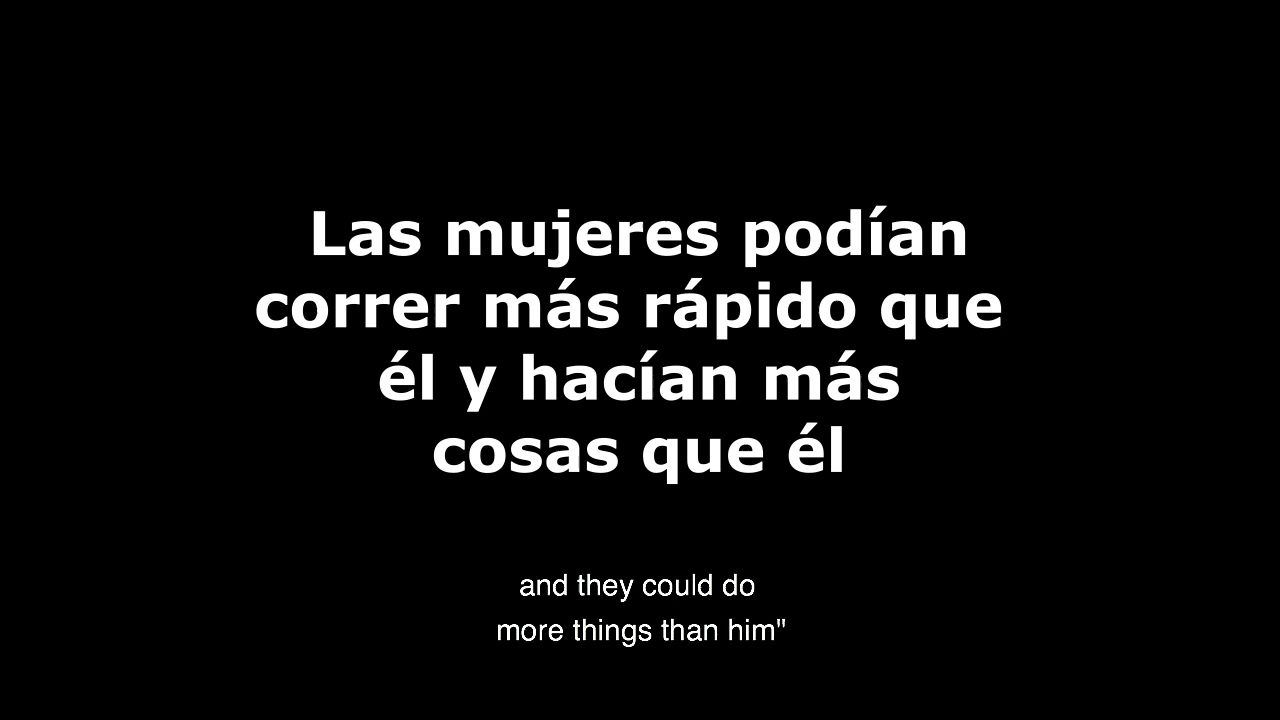 Las mujeres podían
correr más rápido que
él y hacían más
cosas que él
and they could do
more things than him"